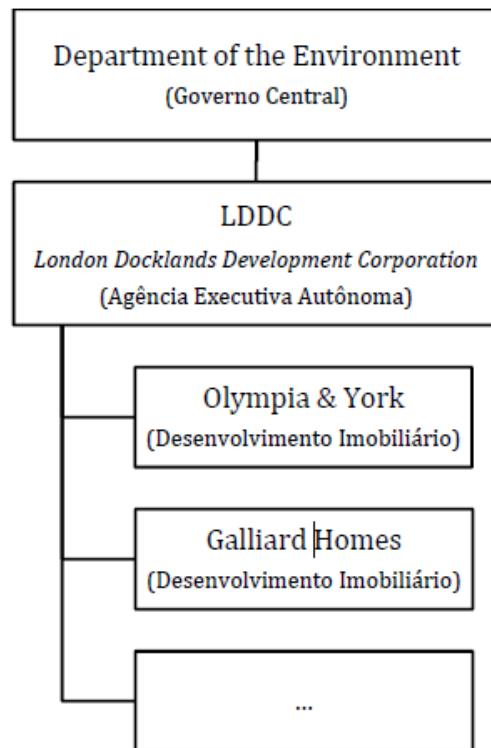 Department of the Environment
(Governo Central)
LDDC
London Docklands Development Corporation
(Agência Executiva Autônoma)
Olympia & York
(Desenvolvimento Imobiliário)
Galliard Homes
(Desenvolvimento Imobiliário)
...